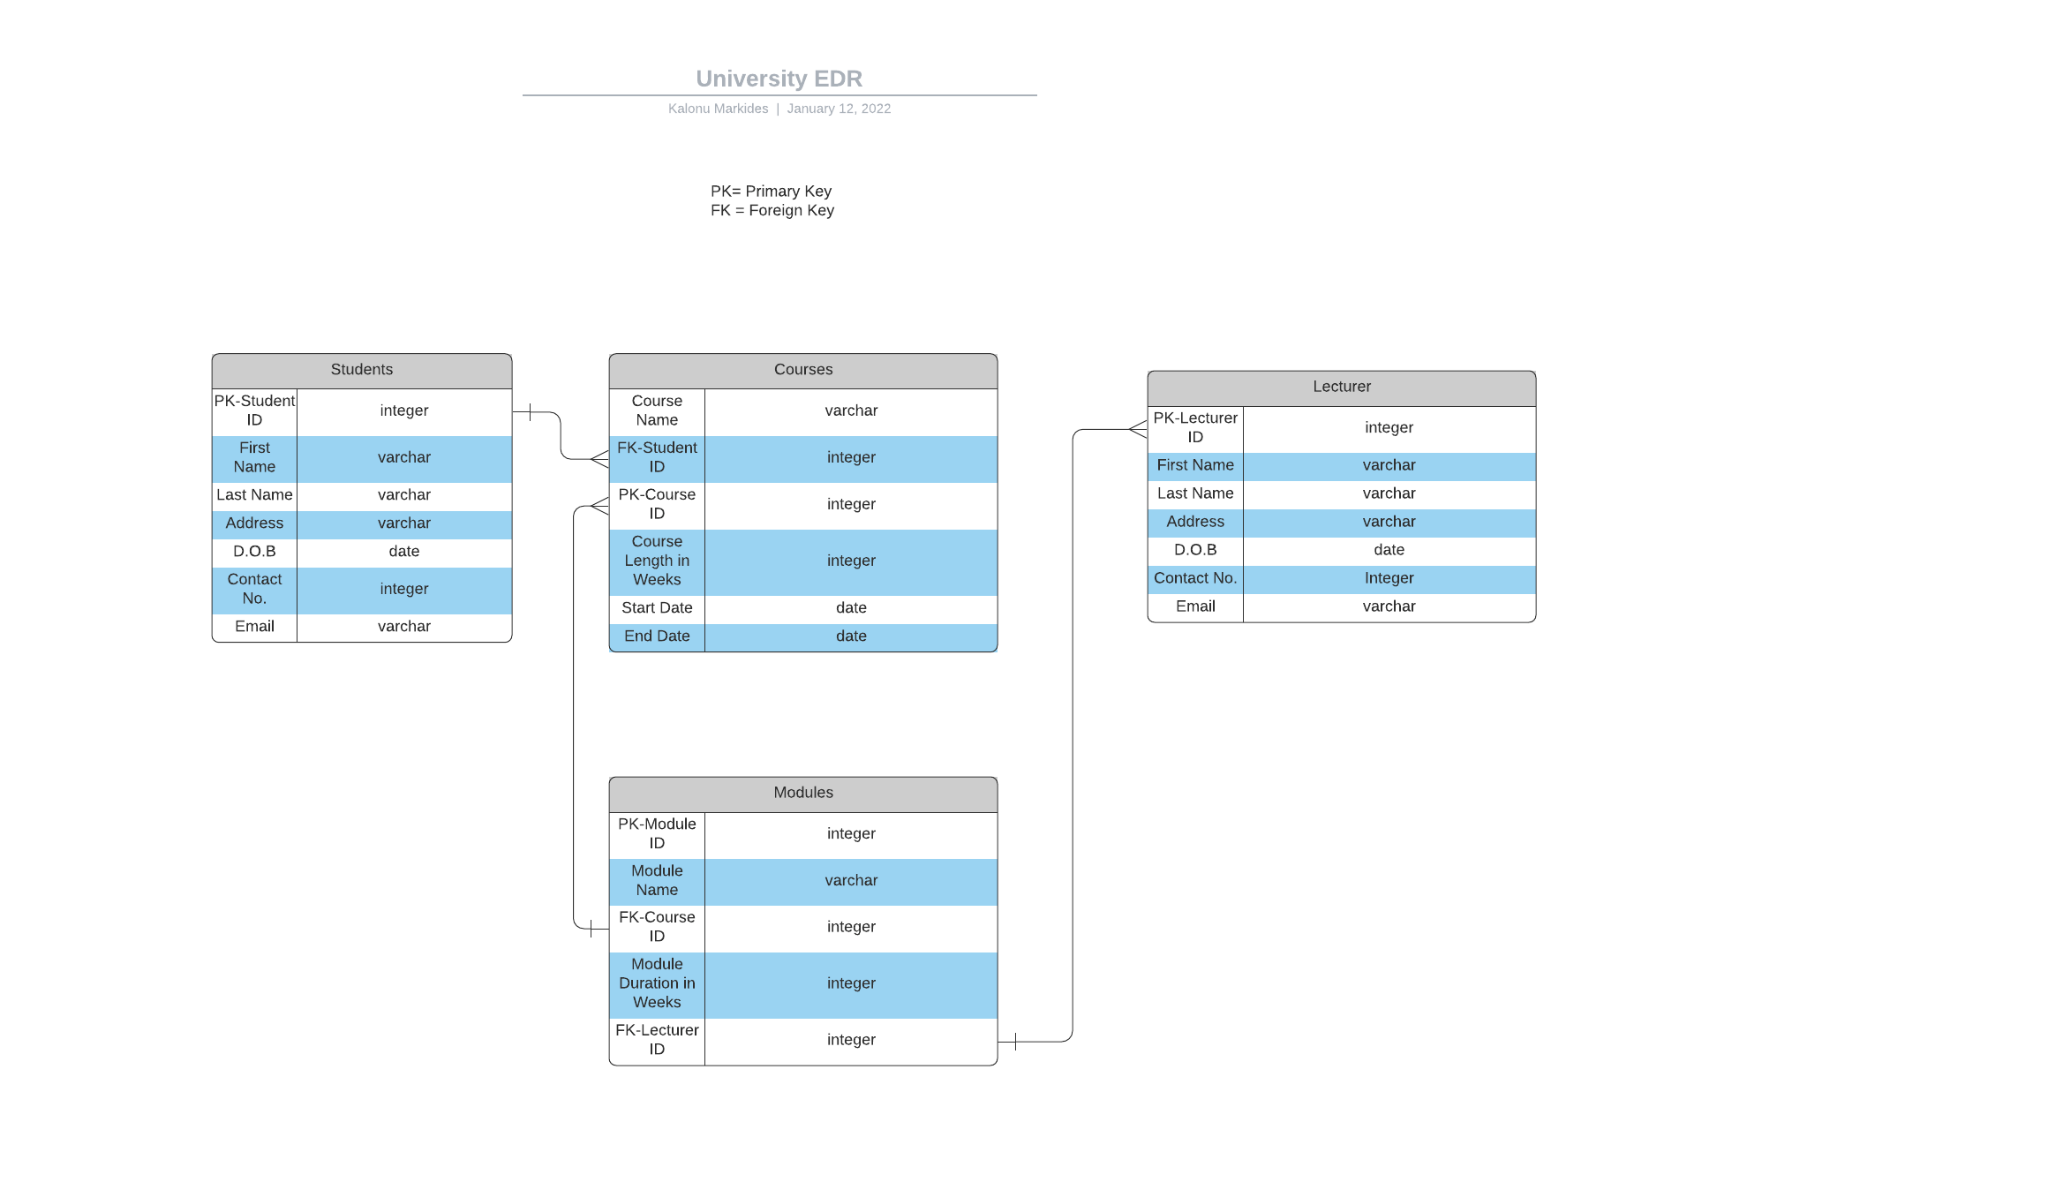 University EDR
Kalonu Markides | January 12, 2022
PK= Primary Key
FK = Foreign Key
Students
PK-Student
ID
integer
First
Name
varchar
Last Name
varchar
Address
varchar
D.O.B
date
Contact
No.
integer
Email
varchar
Courses
Course
Name
varchar
FK-Student
ID
integer
PK-Course
ID
integer
Course
Length in
Weeks
integer
Start Date
date
End Date
date
Lecturer
PK-Lecturer
ID
integer
First Name
varchar
Last Name
varchar
Address
varchar
D.O.B
date
Contact No.
Integer
Email
varchar
Modules
PK-Module
ID
integer
Module
Name
varchar
FK-Course
ID
integer
Module
Duration in
Weeks
integer
FK-Lecturer
ID
integer